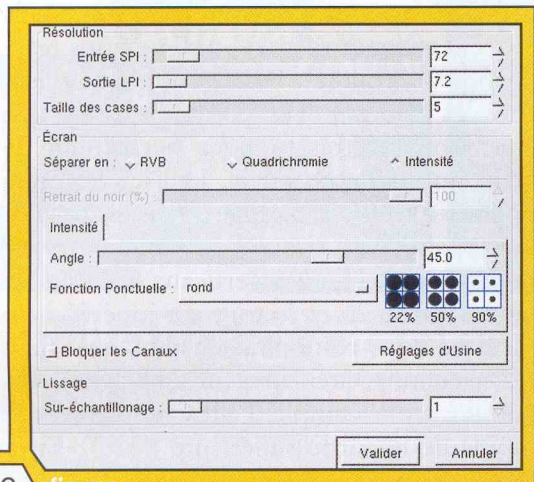 Résolution
Entrée SPI : 72
Sortie LPI : 7.2
Taille des cases : 5
Écran
Séparer en : RVB Quadrichromie Intensité
Retrait du noir (%) : 100
Intensité
Angle : 45.0
Fonction Ponctuelle : rond
22% 50% 90%
Bloquer les Canaux Réglages d'Usine
Lissage
Sur-échantillonage : 1
Valider Annuler